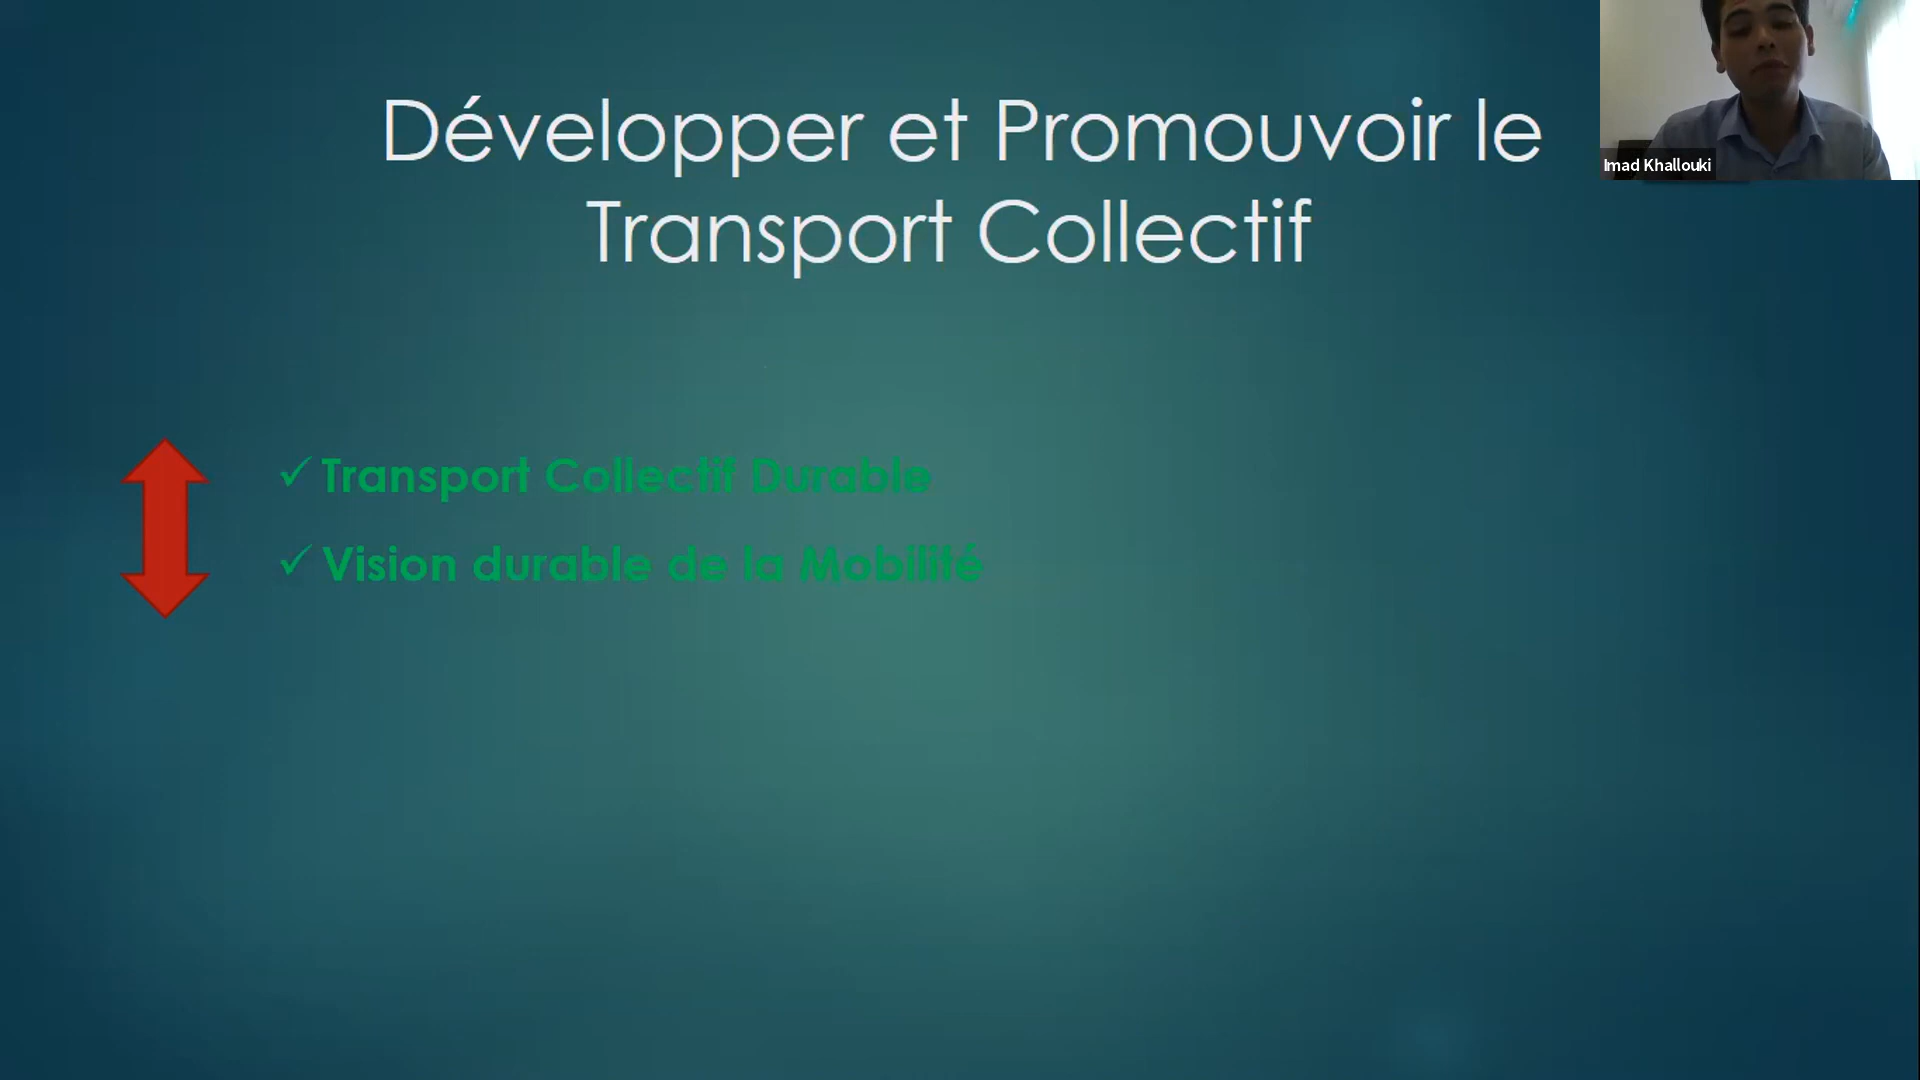 Développer et Promouvoir le
Transport Collectif
Imad Khallouki
✓ Transport Collectif Durable
✓ Vision durable de la Mobilité